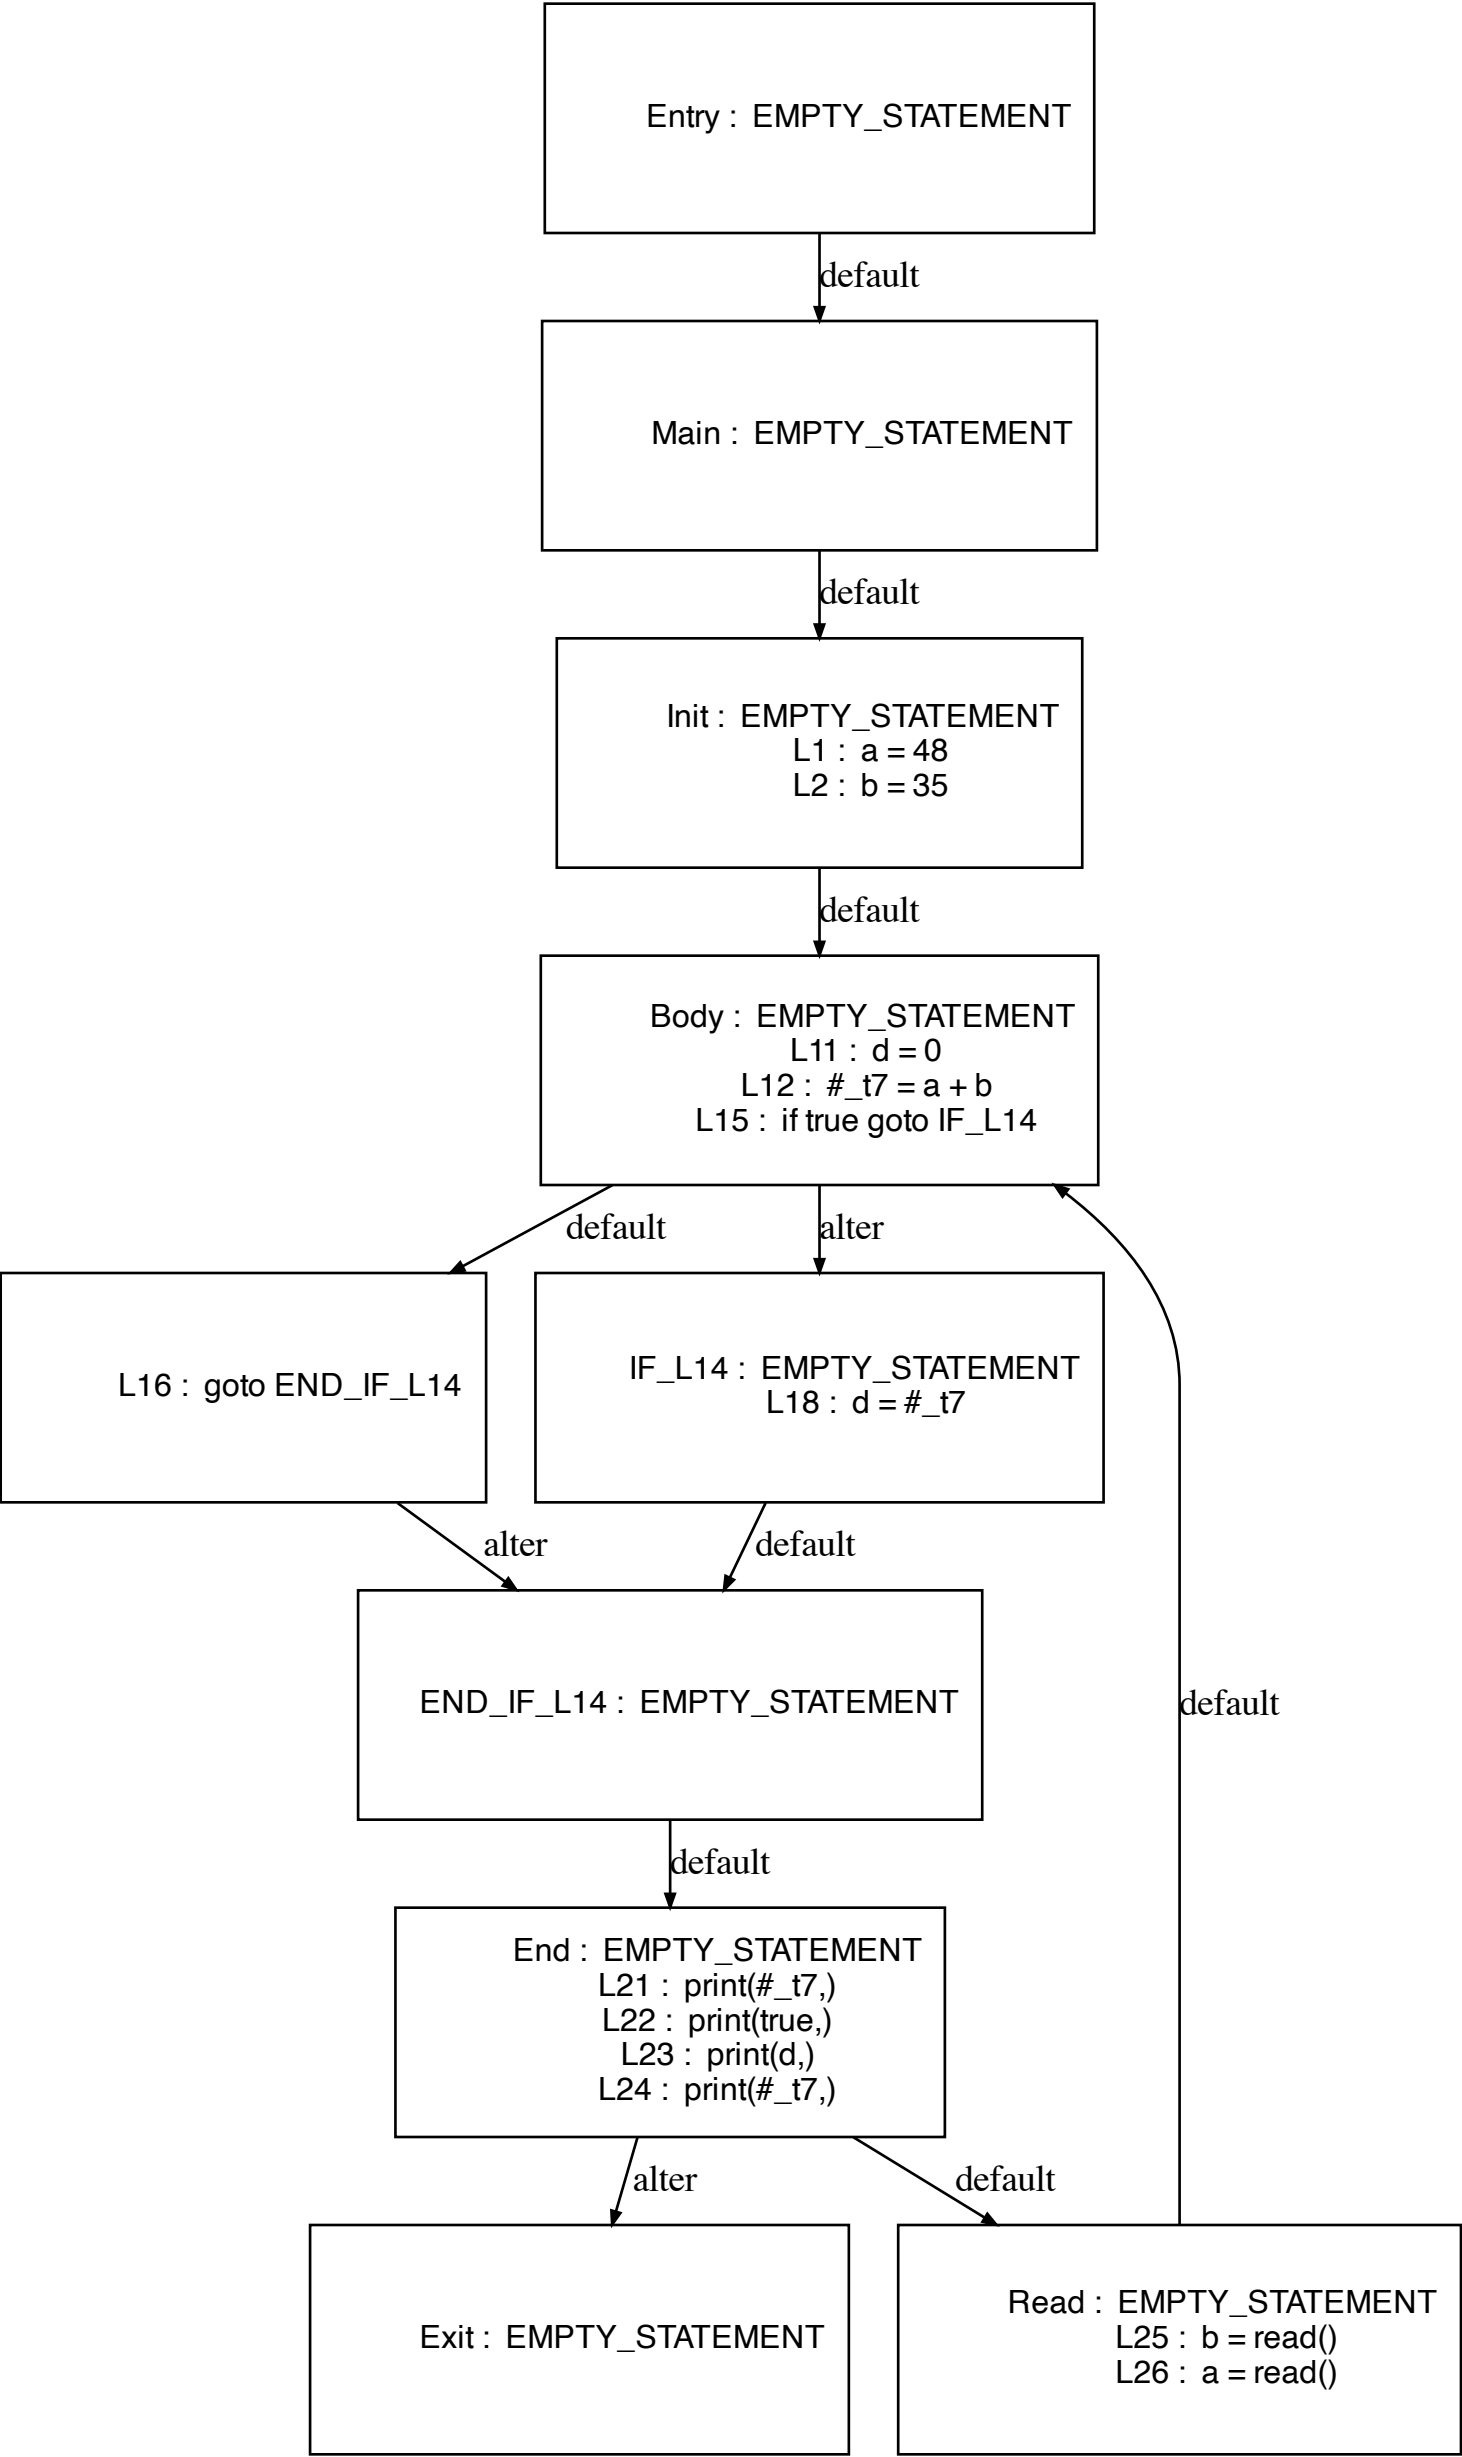 Entry :  EMPTY_STATEMENT
default
Main :  EMPTY_STATEMENT
default
Init :  EMPTY_STATEMENT
L1 :  a = 48
L2 :  b = 35
default
Body :  EMPTY_STATEMENT
L11 :  d = 0
L12 :  #_t7 = a + b
L15 :  if true goto IF_L14
default
alter
L16 :  goto END_IF_L14
IF_L14 :  EMPTY_STATEMENT
L18 :  d = #_t7
alter
default
END_IF_L14 :  EMPTY_STATEMENT
default
default
End :  EMPTY_STATEMENT
L21 :  print(#_t7,)
L22 :  print(true,)
L23 :  print(d,)
L24 :  print(#_t7,)
alter
default
Exit :  EMPTY_STATEMENT
Read :  EMPTY_STATEMENT
L25 :  b = read()
L26 :  a = read()